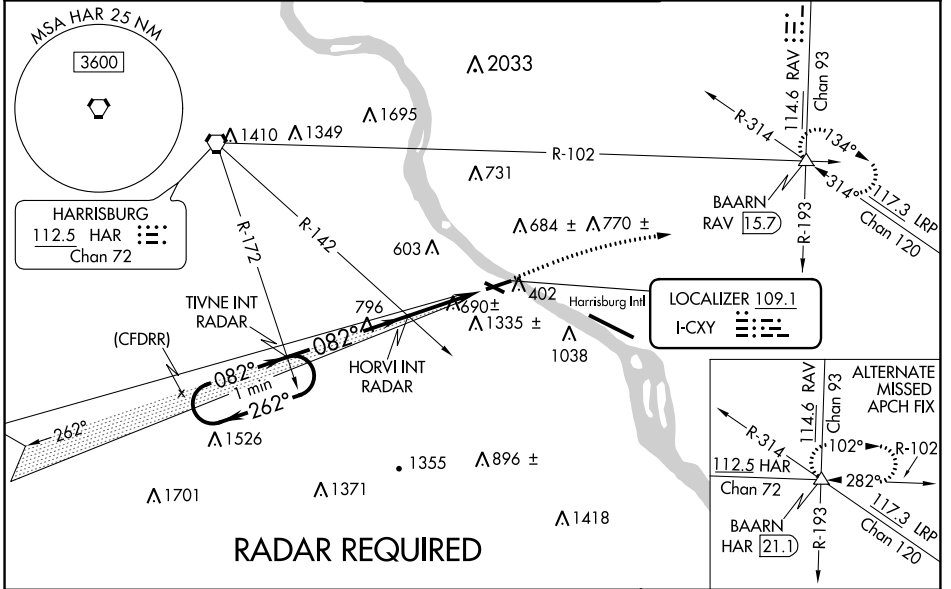 MSA HAR 25 NM
3600
2033
1695
1410
1349
R-102
731
HARRISBURG
112.5 HAR
Chan 72
R-172
R-142
603
684 ±
770 ±
114.6 RAV
Chan 93
R-314
134°
314°
BAARN
RAV 15.7
R-193
117.3 LRP
Chan 120
TIVNE INT
RADAR
796
690±
402
Harrisburg Intl
1335 ±
1038
LOCALIZER 109.1
I-CXY
(CFDRR)
082°
082°
1 min
262°
262°
HORVI INT
RADAR
1526
1355
896 ±
1701
1371
1418
RADAR REQUIRED
ALTERNATE
MISSED
APCH FIX
114.6 RAV
Chan 93
R-314
102°
R-102
112.5 HAR
Chan 72
282°
BAARN
HAR 21.1
R-193
117.3 LRP
Chan 120